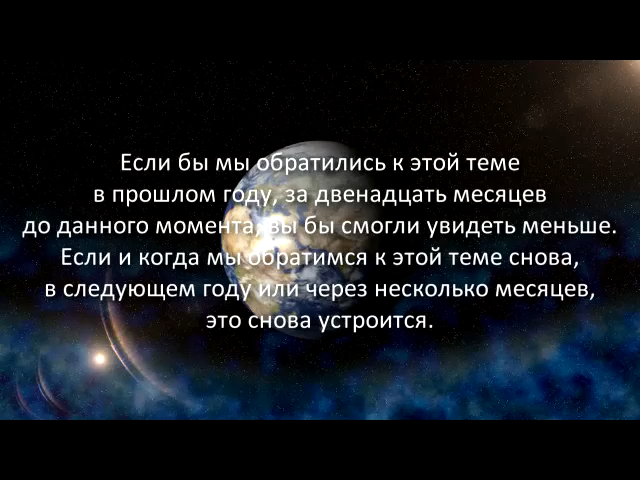 Если бы мы обратились к этой теме
в прошлом году, за двенадцать месяцев
до данного момента, вы бы смогли увидеть меньше.
Если и когда мы обратимся к этой теме снова,
в следующем году или через несколько месяцев,
это снова устроится.